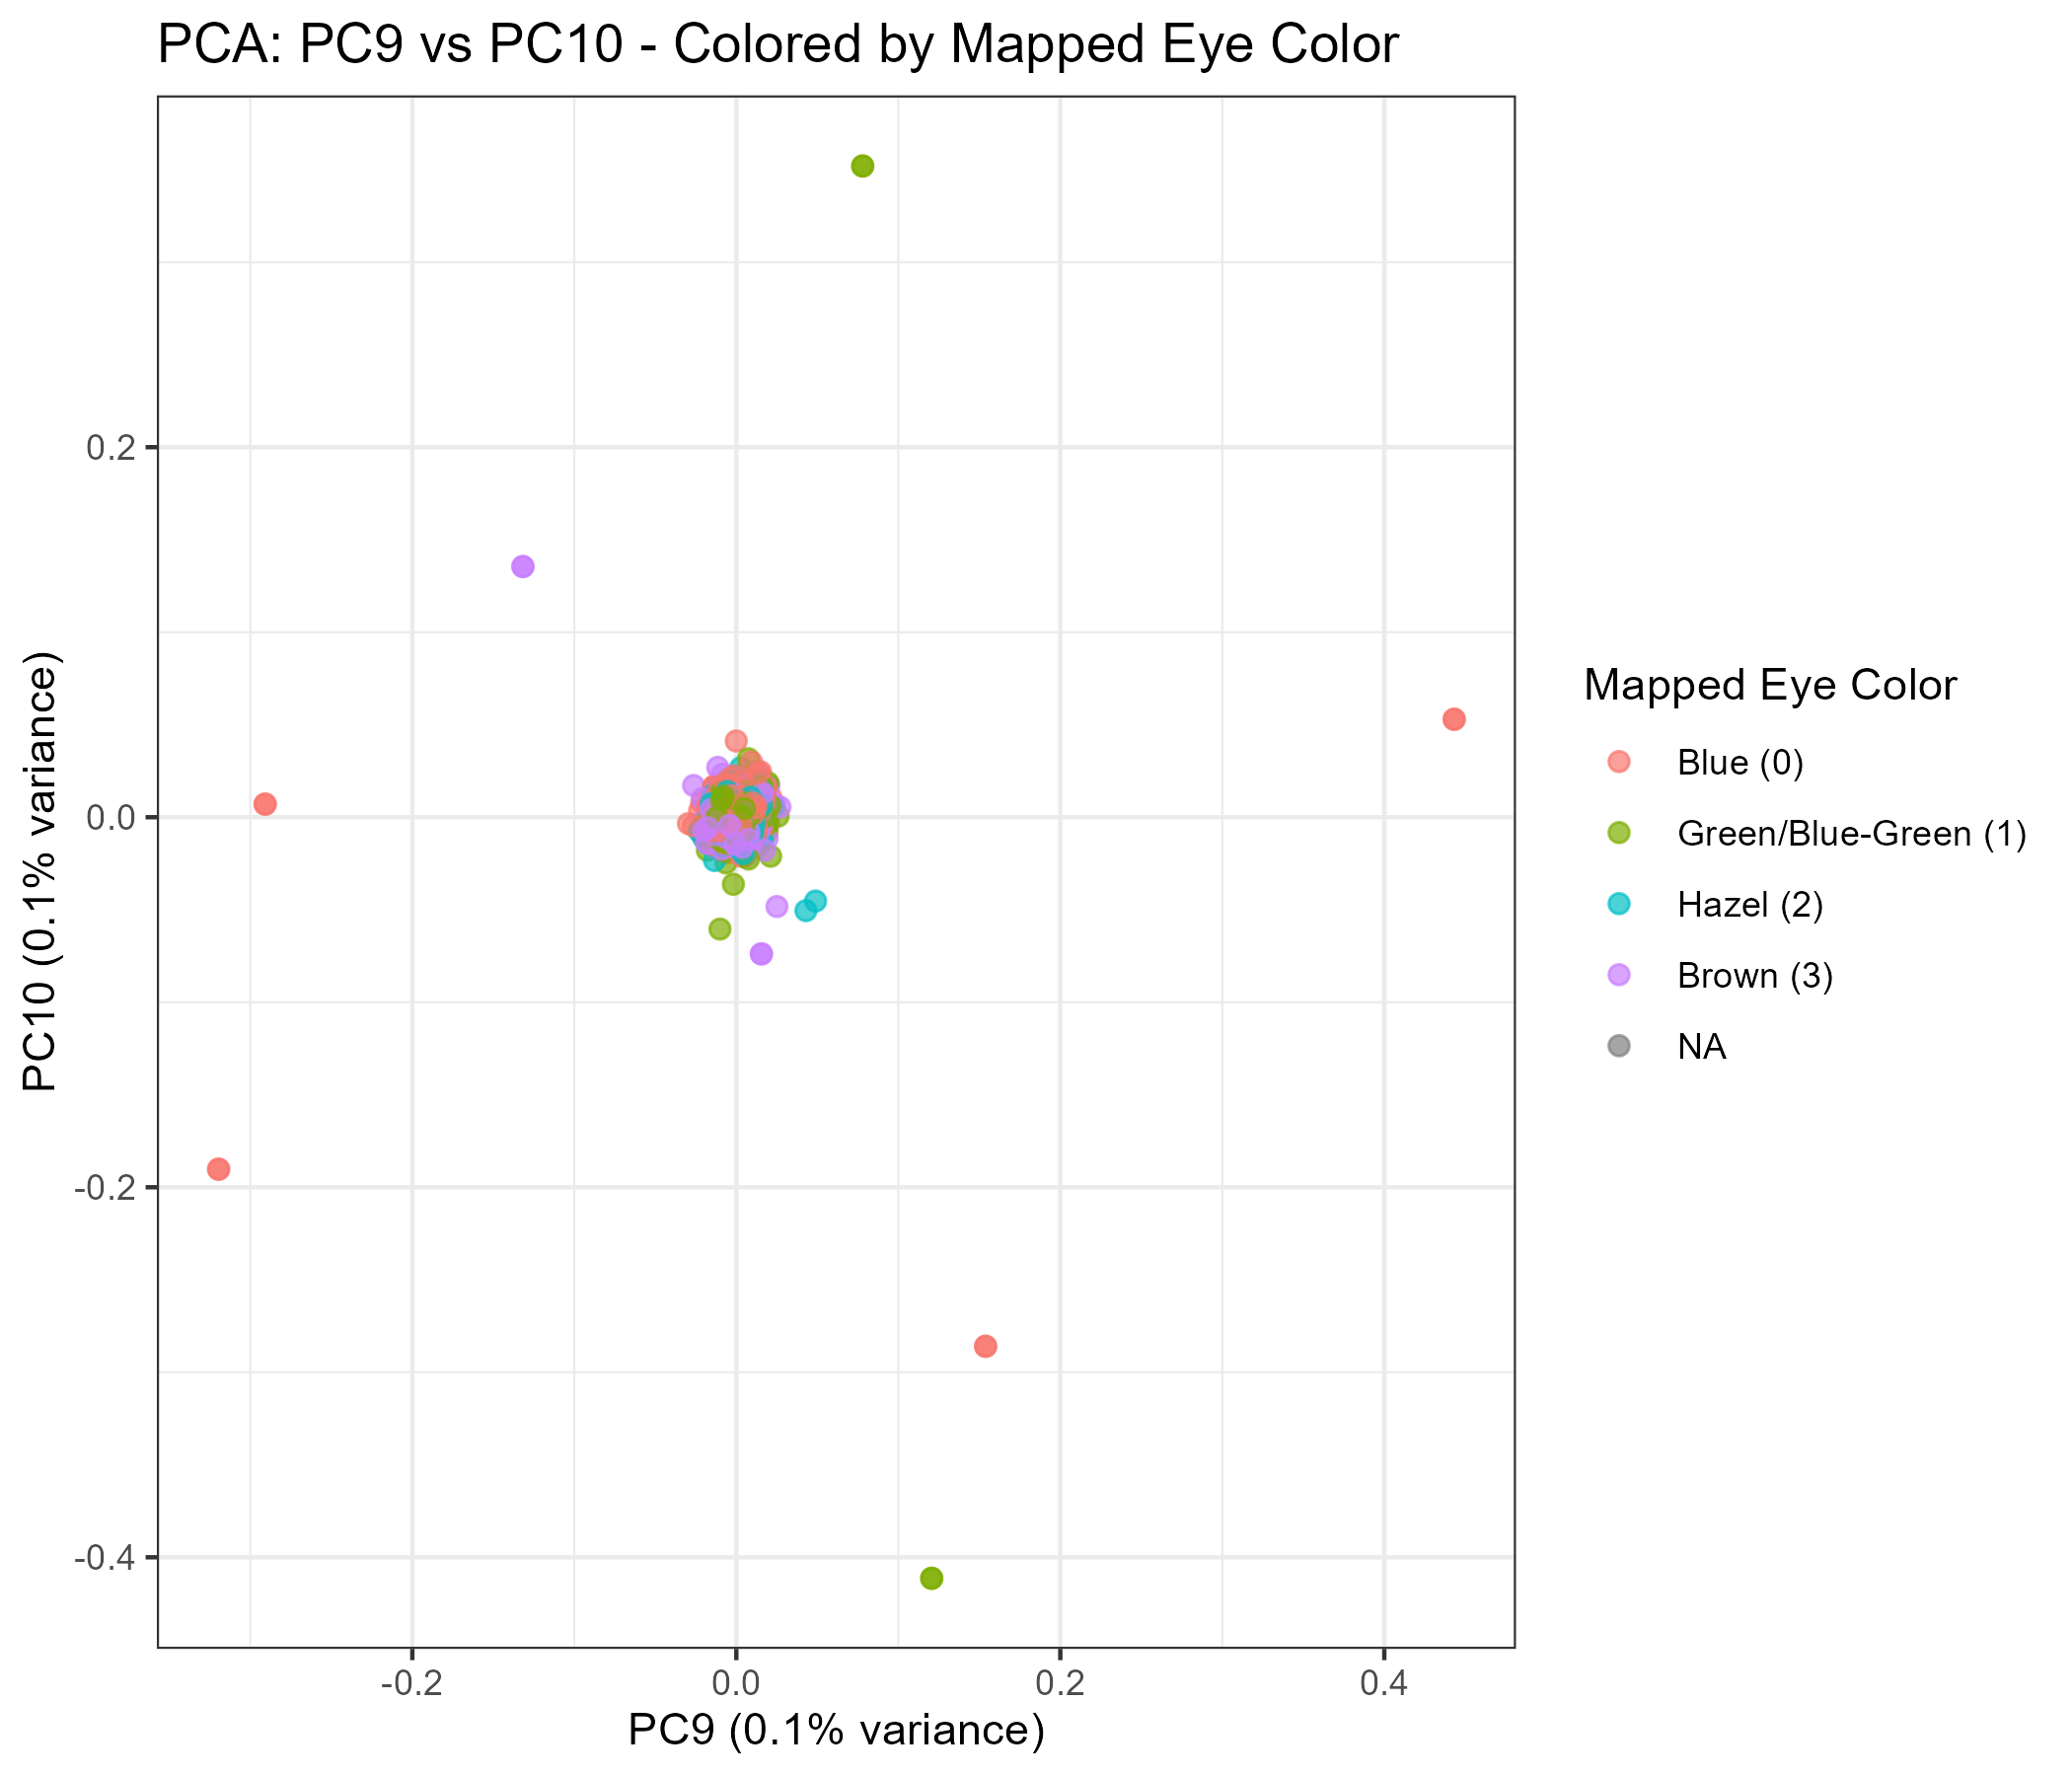 PCA: PC9 vs PC10 - Colored by Mapped Eye Color
0.2
0.0
-0.2
-0.4
PC10 (0.1% variance)
-0.2
0.0
0.2
0.4
PC9 (0.1% variance)
Mapped Eye Color
Blue (0)
Green/Blue-Green (1)
Hazel (2)
Brown (3)
NA